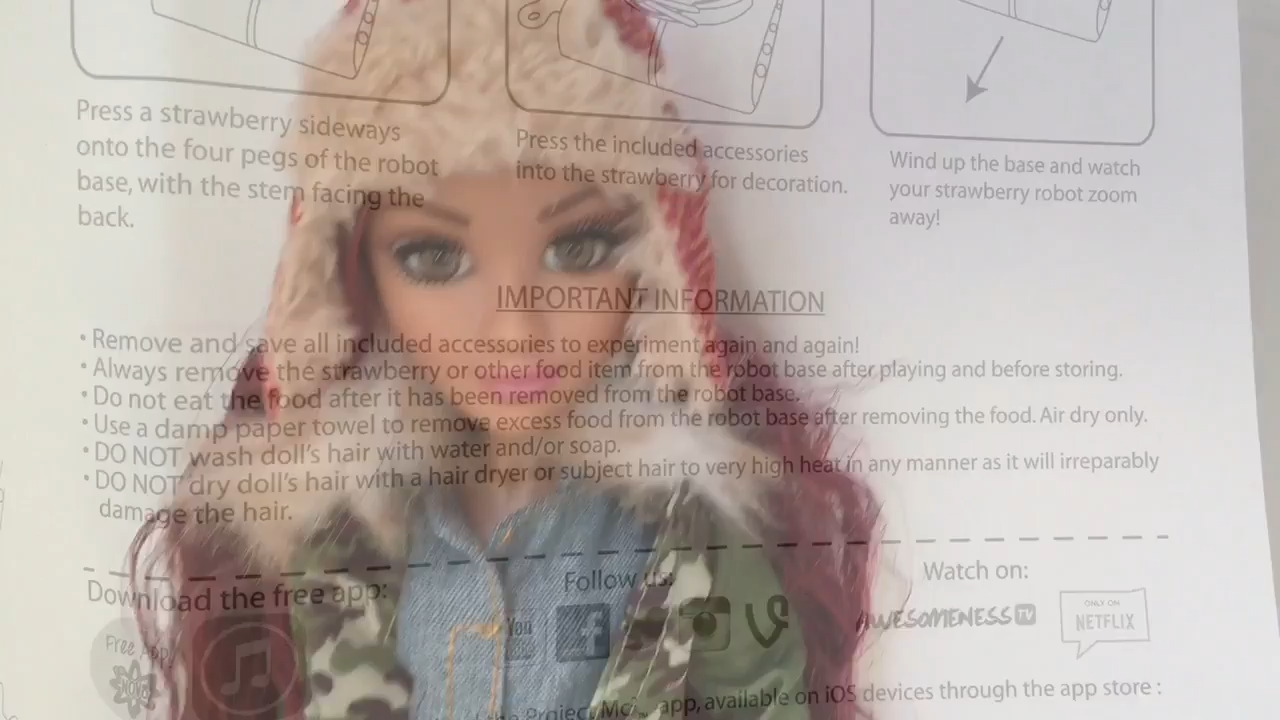 Press a strawberry sideways
onto the four pegs of the robot
base, with the stem facing the
back.
Press the included accessories
into the strawberry for decoration.
Wind up the base and watch
your strawberry robot zoom
away!
IMPORTANT INFORMATION
• Remove and save all included accessories to experiment again and again!
• Always remove the strawberry or other food item from the robot base after playing and before storing.
• Do not eat the food after it has been removed from the robot base.
• Use a damp paper towel to remove excess food from the robot base after removing the food. Air dry only.
• DO NOT wash doll's hair with water and/or soap.
• DO NOT dry doll's hair with a hair dryer or subject hair to very high heat in any manner as it will irreparably
damage the hair.
Download the free app:
Free App!
Follow us:
You
f
Watch on:
AWESOMENESS TV
ONLY ON
NETFLIX
the Project Mc² app, available on iOS devices through the app store :